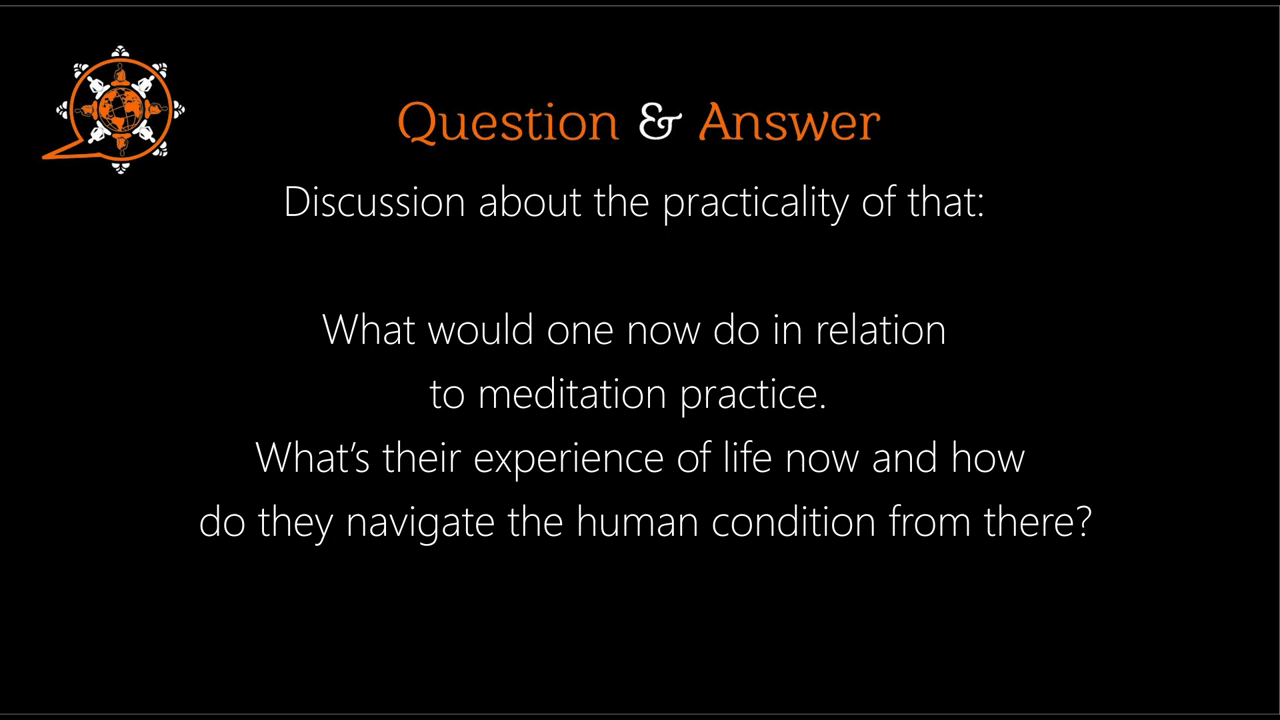 Question & Answer
Discussion about the practicality of that:
What would one now do in relation
to meditation practice.
What's their experience of life now and how
do they navigate the human condition from there?